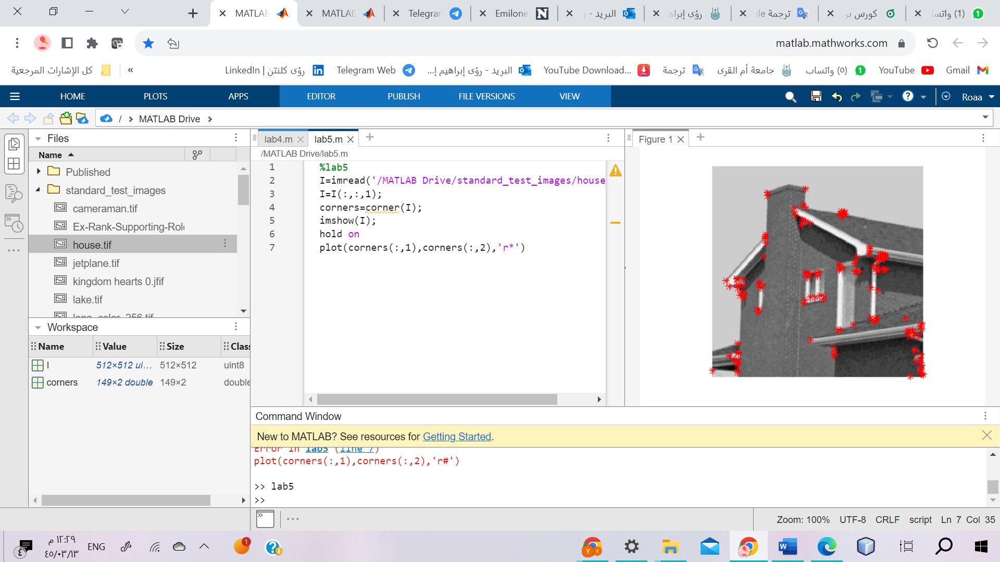 MATLAB
MATLAB
Telegram
Emilone
البريد - ر
رؤى إبراه
ترجمة
كورس بر
(1) واتسا
1
matlab.mathworks.com
كل الإشارات المرجعية
«
رؤى كلنتن | LinkedIn
Telegram Web
البريد - رؤى إبراهيم إ...
YouTube Download...
ترجمة
جامعة أم القرى
(٥) واتساب
YouTube
Gmail
HOME
PLOTS
APPS
EDITOR
PUBLISH
FILE VERSIONS
VIEW
Roaa
/ > MATLAB Drive >
Files
Name
Published
standard_test_images
cameraman.tif
Ex-Rank-Supporting-Rol
house.tif
jetplane.tif
kingdom hearts 0.jfif
lake.tif
lena_color_256.tif
Workspace
Name Value Size Class
I 512×512 ui... 512×512 uint8
corners 149×2 double 149×2 double
lab4.m
lab5.m
/MATLAB Drive/lab5.m
1 %lab5
2 I=imread('/MATLAB Drive/standard_test_images/house
3 I=I(:,:,1);
4 corners=corner(I);
5 imshow(I);
6 hold on
7 plot(corners(:,1),corners(:,2),'r*')
Figure 1
Command Window
New to MATLAB? See resources for Getting Started.
Error in lab5 (line 7)
plot(corners(:,1),corners(:,2),'r#')
>> lab5
>>
Zoom: 100% UTF-8 CRLF script Ln 7 Col 35
١٢:٢٩ م
٤٥/٠٣/١٣
ENG